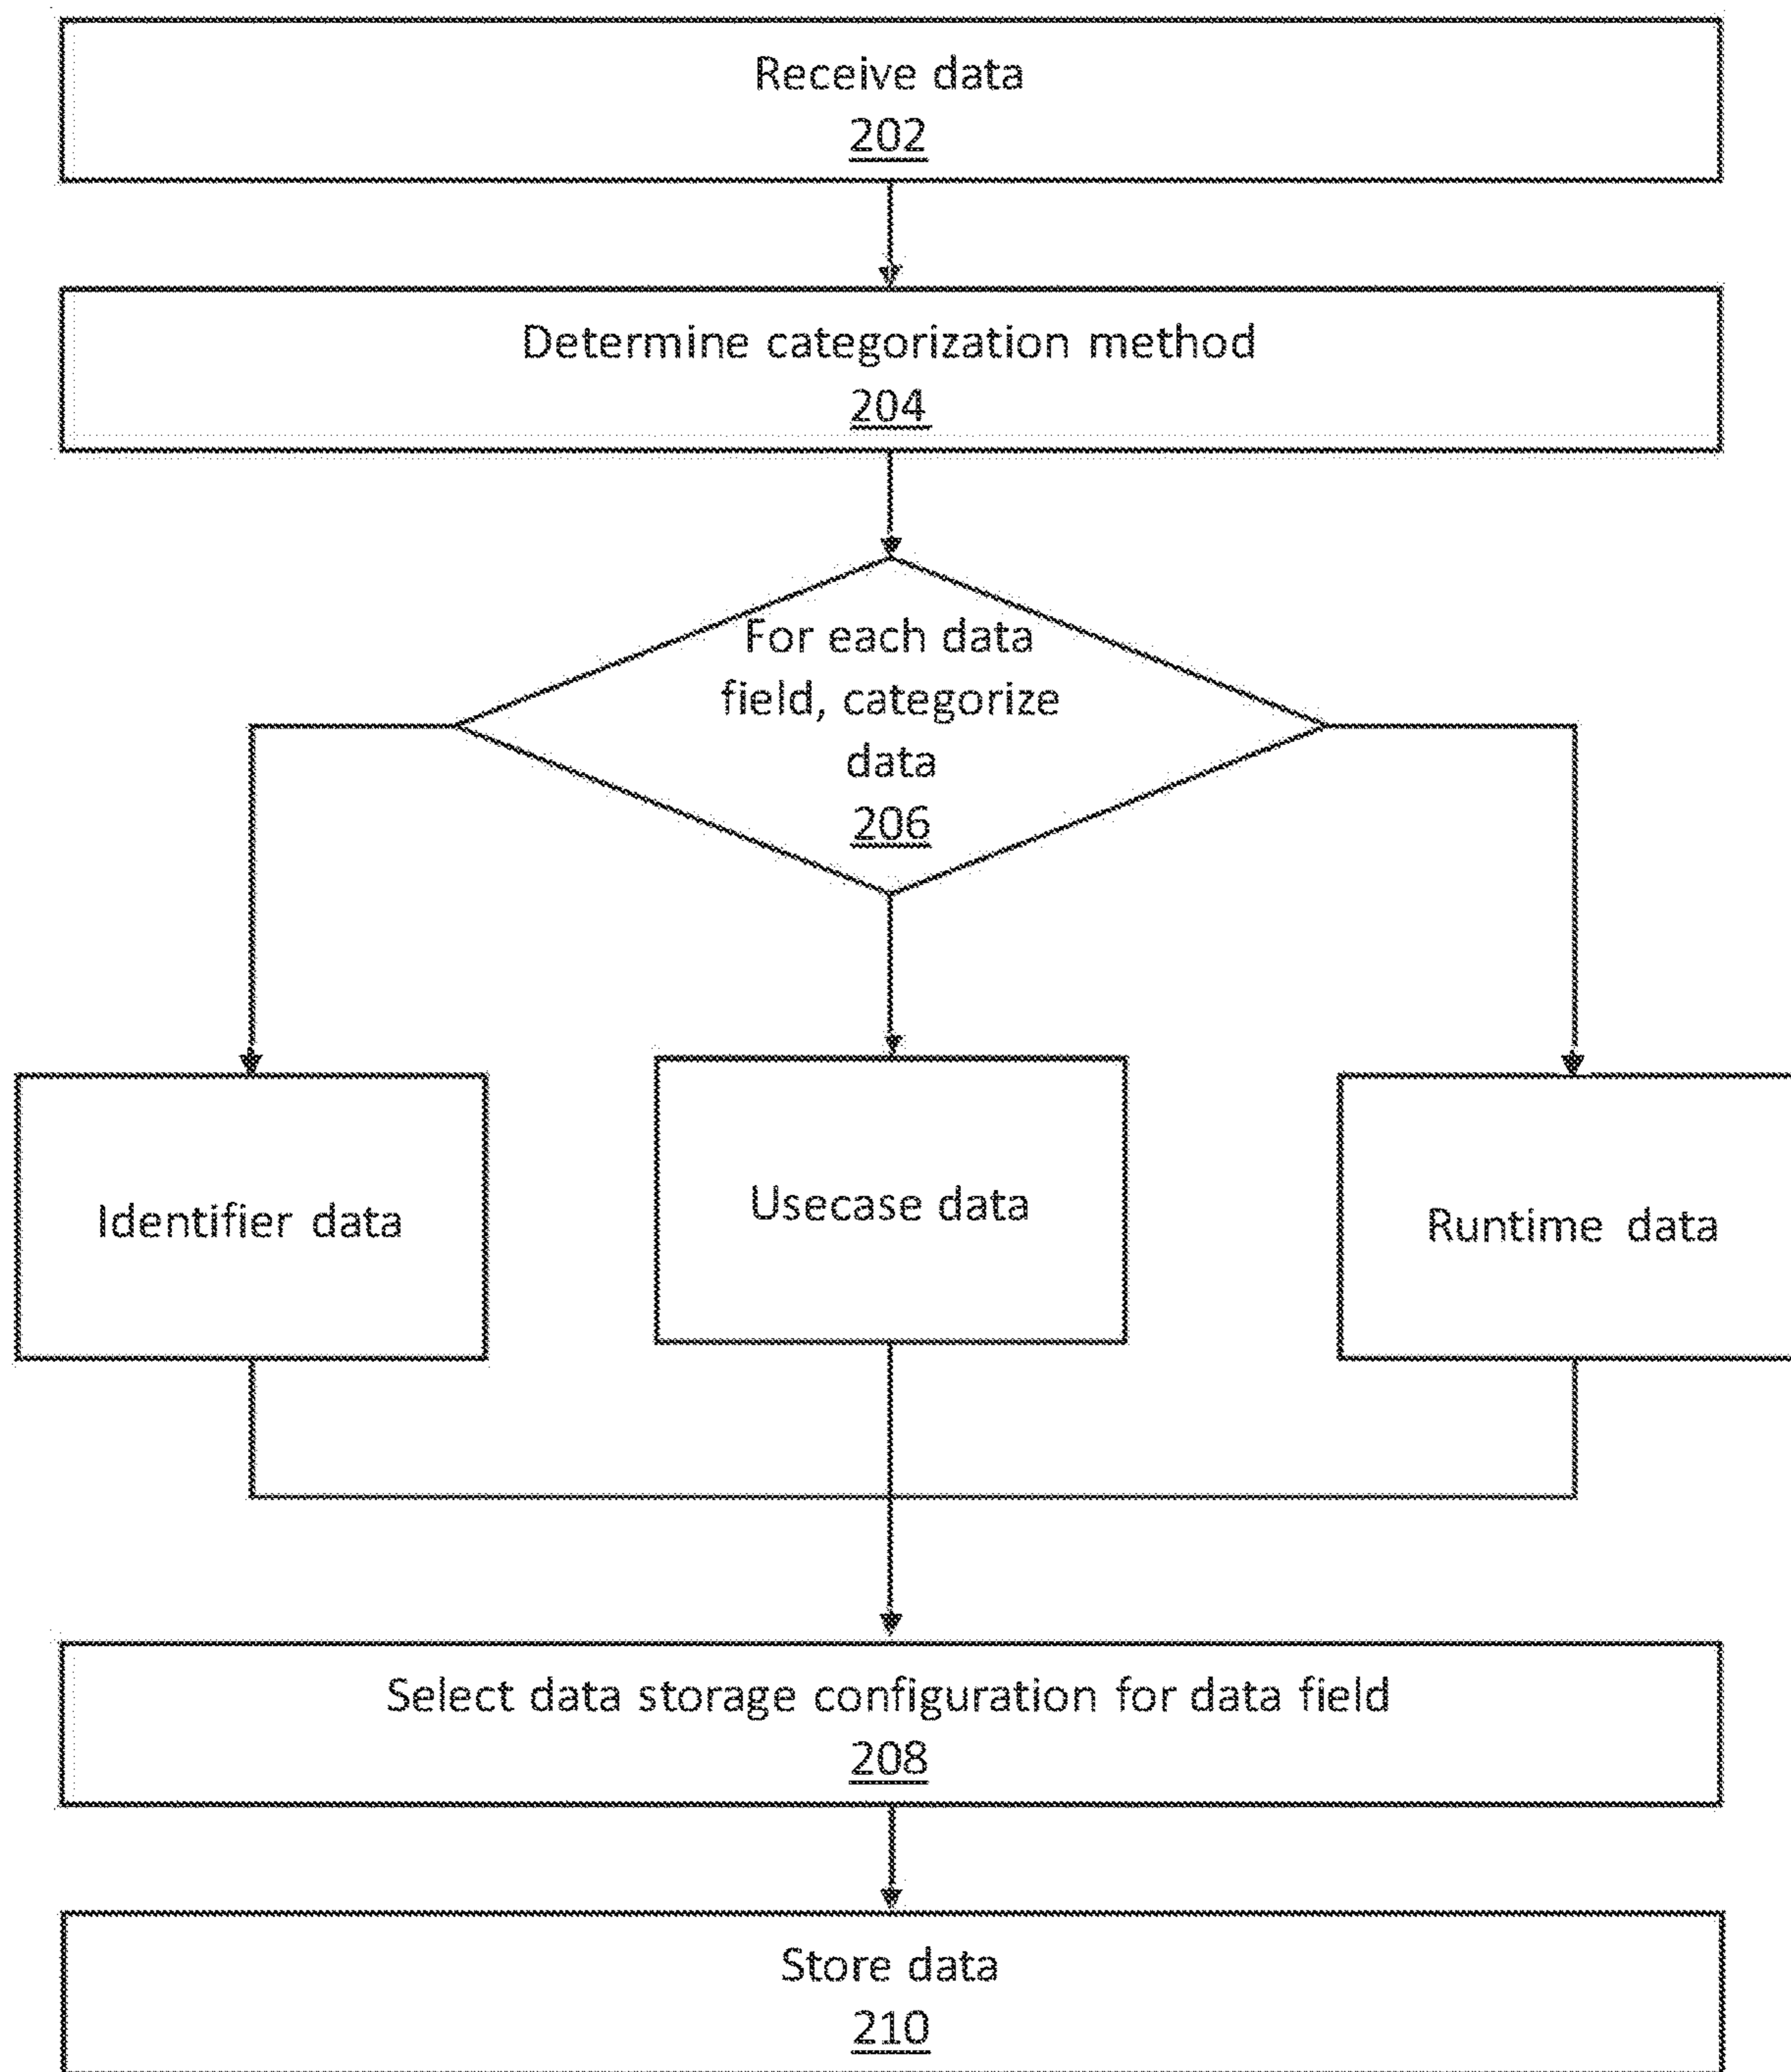 Receive data
202
Determine categorization method
204
For each data
field, categorize
data
206
Identifier data
Usecase data
Runtime data
Select data storage configuration for data field
208
Store data
210